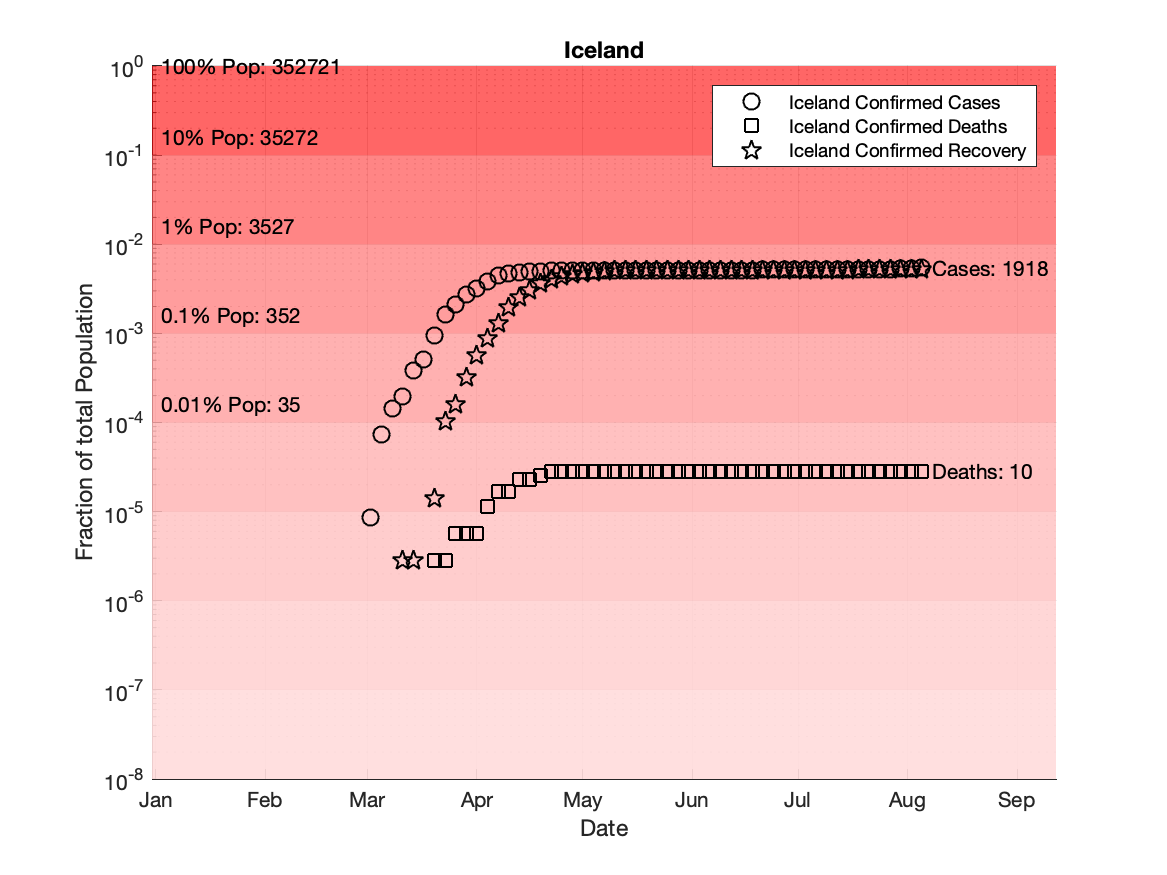 Iceland
10^0
100% Pop: 352721
Iceland Confirmed Cases
Iceland Confirmed Deaths
Iceland Confirmed Recovery
10% Pop: 35272
10^-1
1% Pop: 3527
10^-2
Cases: 1918
0.1% Pop: 352
10^-3
0.01% Pop: 35
10^-4
Deaths: 10
10^-5
10^-6
10^-7
10^-8
Fraction of total Population
Jan Feb Mar Apr May Jun Jul Aug Sep
Date